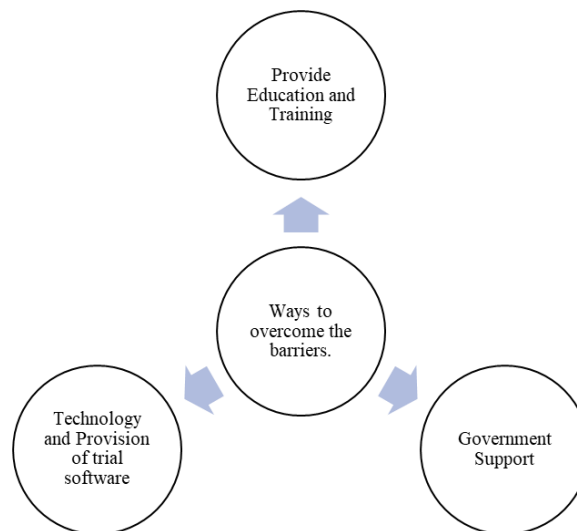 Provide
Education and
Training
Ways to
overcome the
barriers.
Technology
and Provision
of trial
software
Government
Support